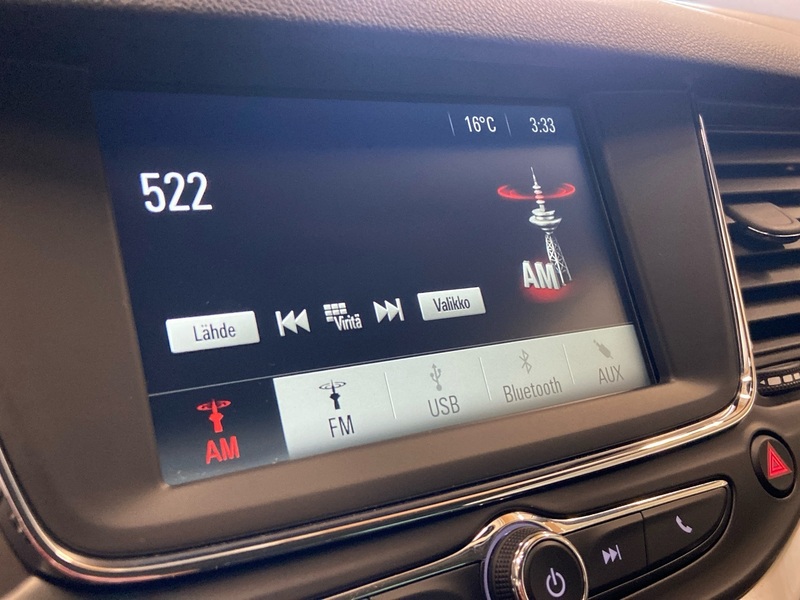 16°C 3:33
522
AM
Lähde Viritä Valikko
AM FM USB Bluetooth AUX